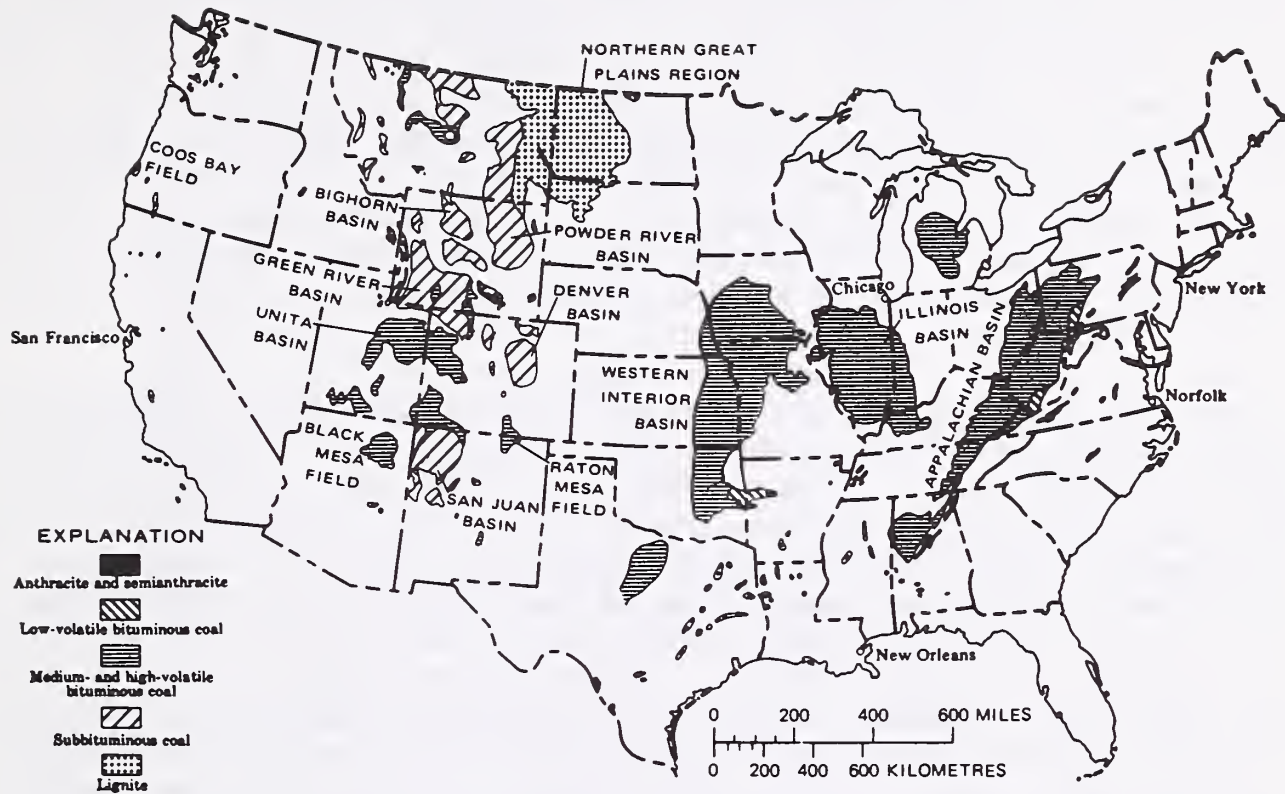 NORTHERN GREAT
PLAINS REGION
COOS BAY
FIELD
BIGHORN
BASIN
POWDER RIVER
BASIN
GREEN RIVER
BASIN
DENVER
BASIN
UNITA
BASIN
San Francisco
Chicago
ILLINOIS
BASIN
New York
WESTERN
INTERIOR
BASIN
APPALACHIAN BASIN
Norfolk
BLACK
MESA
FIELD
RATON
MESA
FIELD
SAN JUAN
BASIN
New Orleans
EXPLANATION
Anthracite and semianthracite
Low-volatile bituminous coal
Medium- and high-volatile
bituminous coal
Subbituminous coal
Lignite
0 200 400 600 MILES
0 200 400 600 KILOMETRES